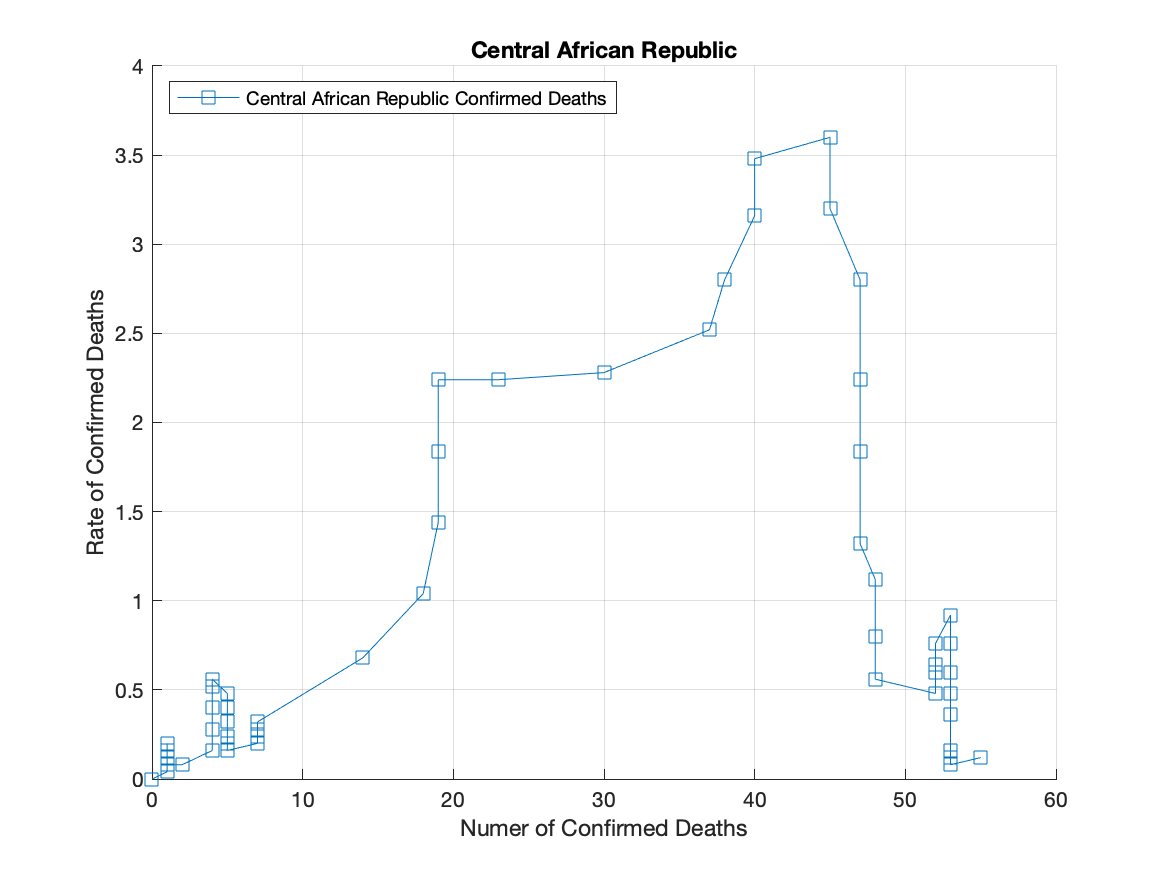 Central African Republic
4
Central African Republic Confirmed Deaths
3.5
3
2.5
2
1.5
1
0.5
0
Rate of Confirmed Deaths
0 10 20 30 40 50 60
Numer of Confirmed Deaths